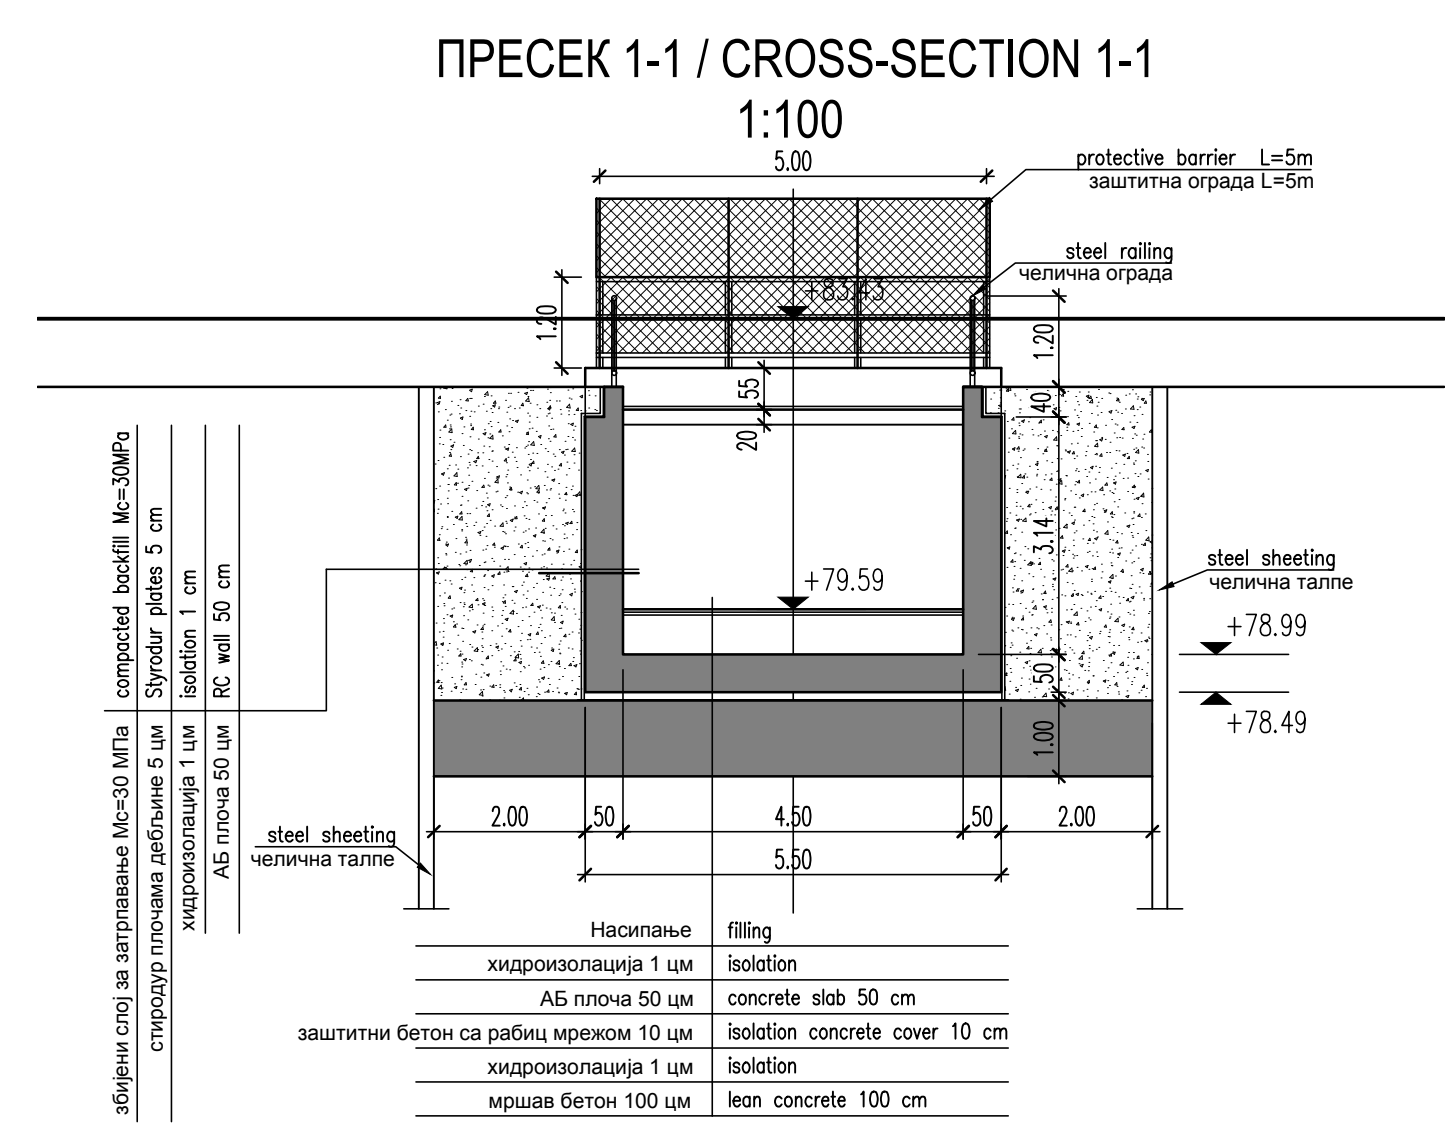 ПРЕСЕК 1-1 / CROSS-SECTION 1-1
1:100
5.00
protective barrier L=5m
заштитна ограда L=5m
steel railing
челична ограда
+83.43
1.20
1.20
55
40
20
compacted backfill Mc=30MPa
збијени слој за затрпавање Мс=30 МПа
Styrodur plates 5 cm
стиродур плочама дебљине 5 цм
isolation 1 cm
хидроизолација 1 цм
RC wall 50 cm
АБ плоча 50 цм
3.14
+79.59
steel sheeting
челична талпе
+78.99
50
+78.49
1.00
2.00
50
4.50
50
2.00
steel sheeting
челична талпе
5.50
Насипање filling
хидроизолација 1 цм isolation
АБ плоча 50 цм concrete slab 50 cm
заштитни бетон са рабиц мрежом 10 цм isolation concrete cover 10 cm
хидроизолација 1 цм isolation
мршав бетон 100 цм lean concrete 100 cm